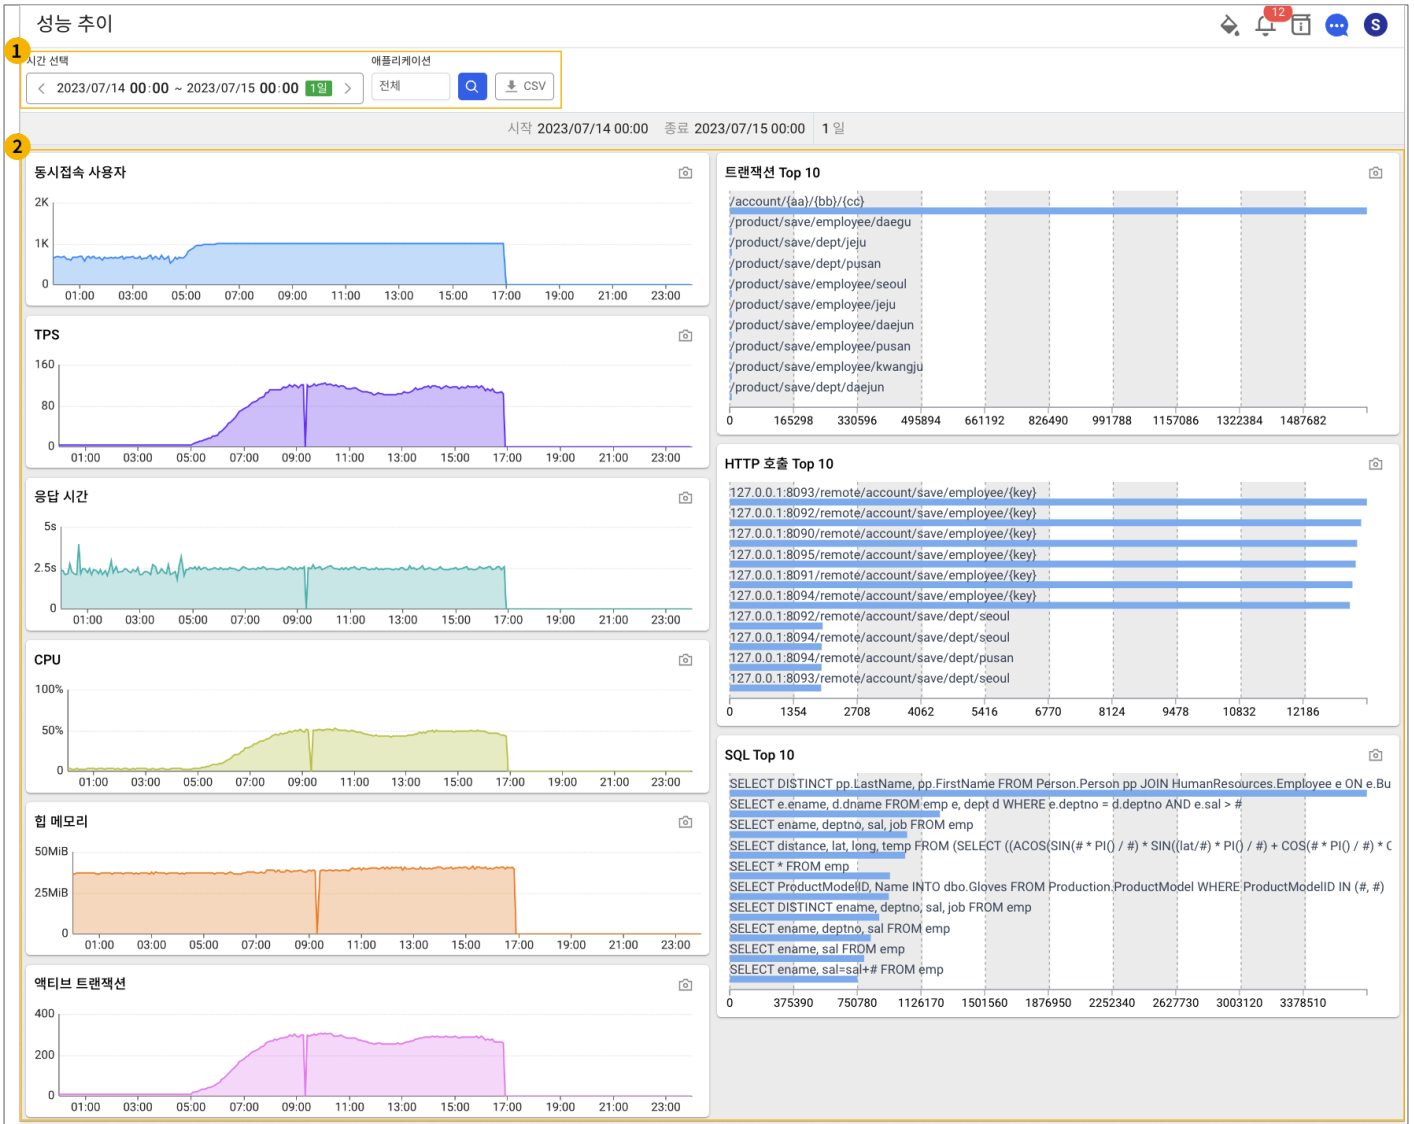 성능 추이
12
S
1
시간 선택
애플리케이션
2023/07/14 00:00 ~ 2023/07/15 00:00 1일
전체
CSV
시작 2023/07/14 00:00 종료 2023/07/15 00:00 1 일
2
동시접속 사용자
2K
1K
0
01:00 03:00 05:00 07:00 09:00 11:00 13:00 15:00 17:00 19:00 21:00 23:00
TPS
160
80
0
01:00 03:00 05:00 07:00 09:00 11:00 13:00 15:00 17:00 19:00 21:00 23:00
응답 시간
5s
2.5s
0
01:00 03:00 05:00 07:00 09:00 11:00 13:00 15:00 17:00 19:00 21:00 23:00
CPU
100%
50%
0
01:00 03:00 05:00 07:00 09:00 11:00 13:00 15:00 17:00 19:00 21:00 23:00
힙 메모리
50MiB
25MiB
0
01:00 03:00 05:00 07:00 09:00 11:00 13:00 15:00 17:00 19:00 21:00 23:00
액티브 트랜잭션
400
200
0
01:00 03:00 05:00 07:00 09:00 11:00 13:00 15:00 17:00 19:00 21:00 23:00
트랜잭션 Top 10
/account/{aa}/{bb}/{cc}
/product/save/employee/daegu
/product/save/dept/jeju
/product/save/dept/pusan
/product/save/employee/seoul
/product/save/employee/jeju
/product/save/employee/daejun
/product/save/employee/pusan
/product/save/employee/kwangju
/product/save/dept/daejun
0 165298 330596 495894 661192 826490 991788 1157086 1322384 1487682
HTTP 호출 Top 10
127.0.0.1:8093/remote/account/save/employee/{key}
127.0.0.1:8092/remote/account/save/employee/{key}
127.0.0.1:8090/remote/account/save/employee/{key}
127.0.0.1:8095/remote/account/save/employee/{key}
127.0.0.1:8091/remote/account/save/employee/{key}
127.0.0.1:8094/remote/account/save/employee/{key}
127.0.0.1:8092/remote/account/save/dept/seoul
127.0.0.1:8094/remote/account/save/dept/seoul
127.0.0.1:8094/remote/account/save/dept/pusan
127.0.0.1:8093/remote/account/save/dept/seoul
0 1354 2708 4062 5416 6770 8124 9478 10832 12186
SQL Top 10
SELECT DISTINCT pp.LastName, pp.FirstName FROM Person.Person pp JOIN HumanResources.Employee e ON e.Bu
SELECT e.ename, d.dname FROM emp e, dept d WHERE e.deptno = d.deptno AND e.sal > #
SELECT ename, deptno, sal, job FROM emp
SELECT distance, lat, long, temp FROM (SELECT ((ACOS(SIN(# * PI() / #) * SIN((lat/#) * PI() / #) + COS(# * PI() / #) * C
SELECT * FROM emp
SELECT ProductModelID, Name INTO dbo.Gloves FROM Production.ProductModel WHERE ProductModelID IN (#, #)
SELECT DISTINCT ename, deptno, sal, job FROM emp
SELECT ename, deptno, sal FROM emp
SELECT ename, sal FROM emp
SELECT ename, sal=sal+# FROM emp
0 375390 750780 1126170 1501560 1876950 2252340 2627730 3003120 3378510